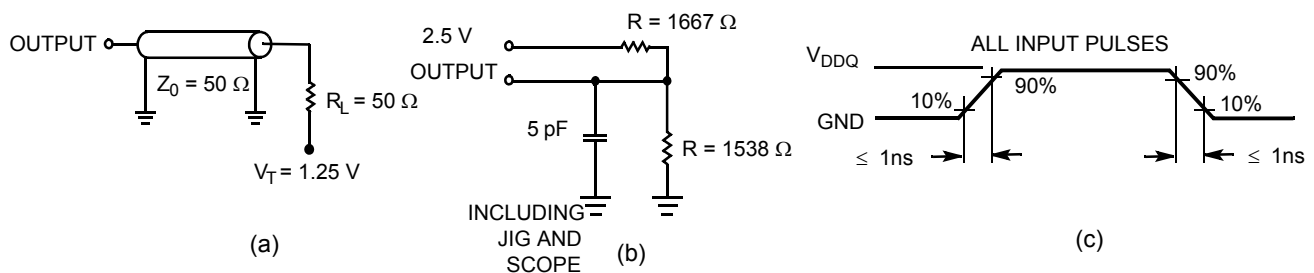 OUTPUT
Z0 = 50 Ω
RL = 50 Ω
VT = 1.25 V
(a)
R = 1667 Ω
2.5 V
OUTPUT
5 pF
R = 1538 Ω
INCLUDING
JIG AND
SCOPE
(b)
ALL INPUT PULSES
VDDQ
90%
90%
10%
10%
GND
≤ 1ns
≤ 1ns
(c)